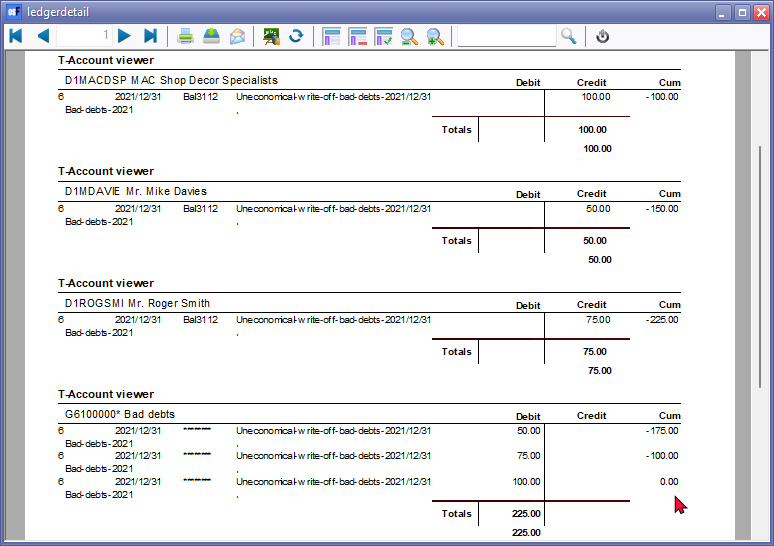 ledgerdetail
1
T-Account viewer
D1MACDSP MAC Shop Decor Specialists Debit Credit Cum
6 2021/12/31 Bal3112 Uneconomical-write-off-bad-debts-2021/12/31 100.00 -100.00
Bad-debts-2021 .
Totals 100.00
100.00
T-Account viewer
D1MDAVIE Mr. Mike Davies Debit Credit Cum
6 2021/12/31 Bal3112 Uneconomical-write-off-bad-debts-2021/12/31 50.00 -150.00
Bad-debts-2021 .
Totals 50.00
50.00
T-Account viewer
D1ROGSMI Mr. Roger Smith Debit Credit Cum
6 2021/12/31 Bal3112 Uneconomical-write-off-bad-debts-2021/12/31 75.00 -225.00
Bad-debts-2021 .
Totals 75.00
75.00
T-Account viewer
G6100000* Bad debts Debit Credit Cum
6 2021/12/31 ******** Uneconomical-write-off-bad-debts-2021/12/31 50.00 -175.00
Bad-debts-2021 .
6 2021/12/31 ******** Uneconomical-write-off-bad-debts-2021/12/31 75.00 -100.00
Bad-debts-2021 .
6 2021/12/31 ******** Uneconomical-write-off-bad-debts-2021/12/31 100.00 0.00
Bad-debts-2021 .
Totals 225.00
225.00